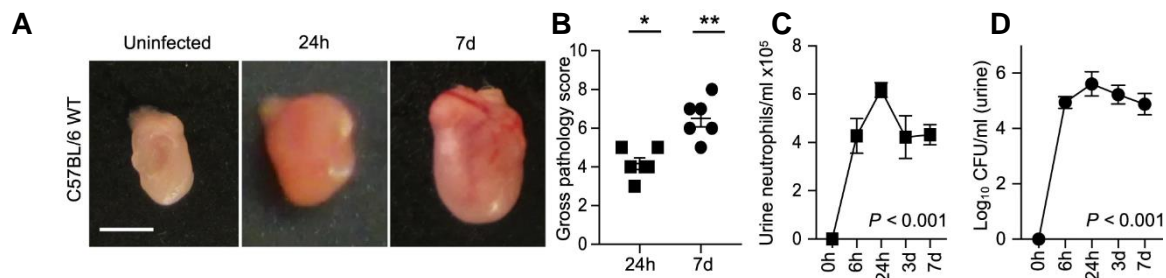 A
Uninfected
24h
7d
C57BL/6 WT
B
*
**
Gross pathology score
10
8
6
4
2
0
24h
7d
C
Urine neutrophils/ml x10⁵
8
6
4
2
0
P < 0.001
0h
6h
24h
3d
7d
D
Log₁₀ CFU/ml (urine)
6
4
2
0
P < 0.001
0h
6h
24h
3d
7d